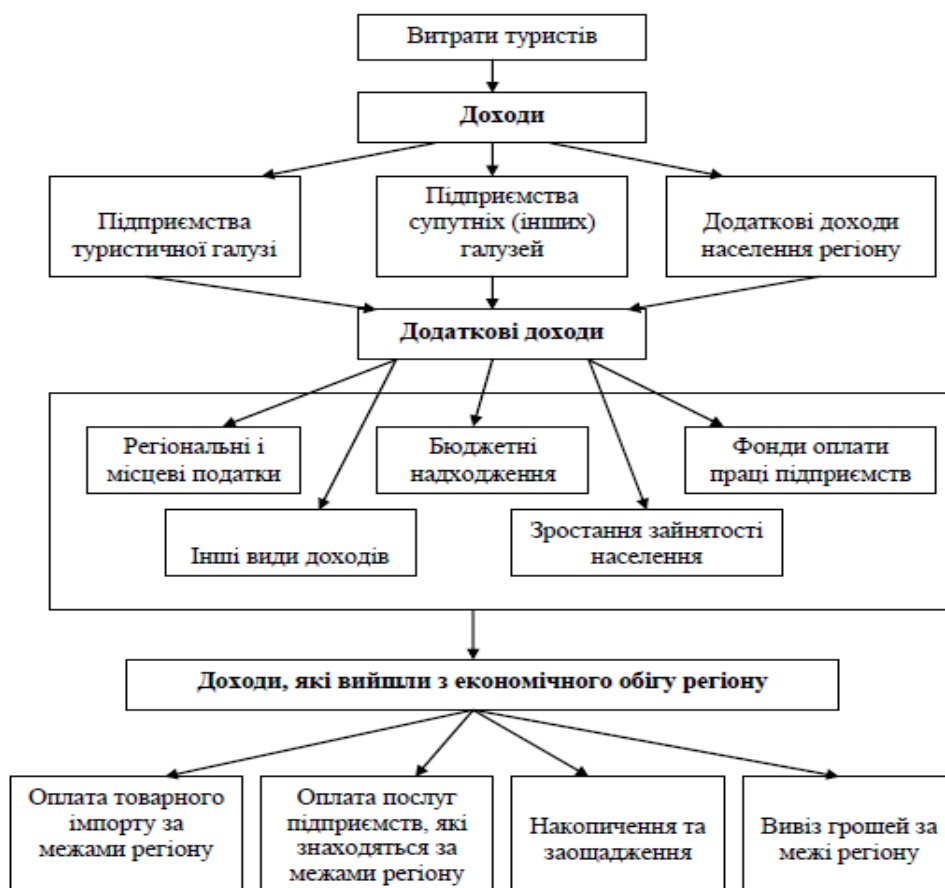 Витрати туристів
Доходи
Підприємства
туристичної галузі
Підприємства
супутніх (інших)
галузей
Додаткові доходи
населення регіону
Додаткові доходи
Регіональні і
місцеві податки
Бюджетні
надходження
Фонди оплати
праці підприємств
Інші види доходів
Зростання зайнятості
населення
Доходи, які вийшли з економічного обігу регіону
Оплата товарного
імпорту за
межами регіону
Оплата послуг
підприємств, які
знаходяться за
межами регіону
Накопичення та
заощадження
Вивіз грошей за
межі регіону